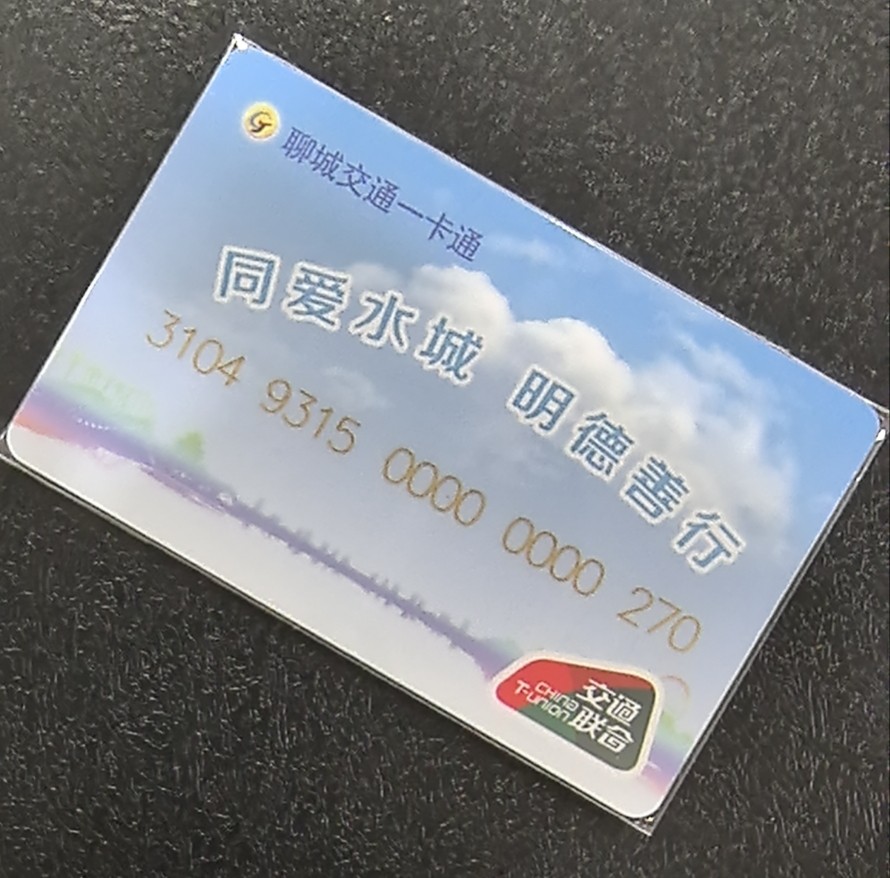 聊城交通一卡通
同爱水城 明德善行
3104 9315 0000 0000 270
CHINA T-UNION
交通
联合